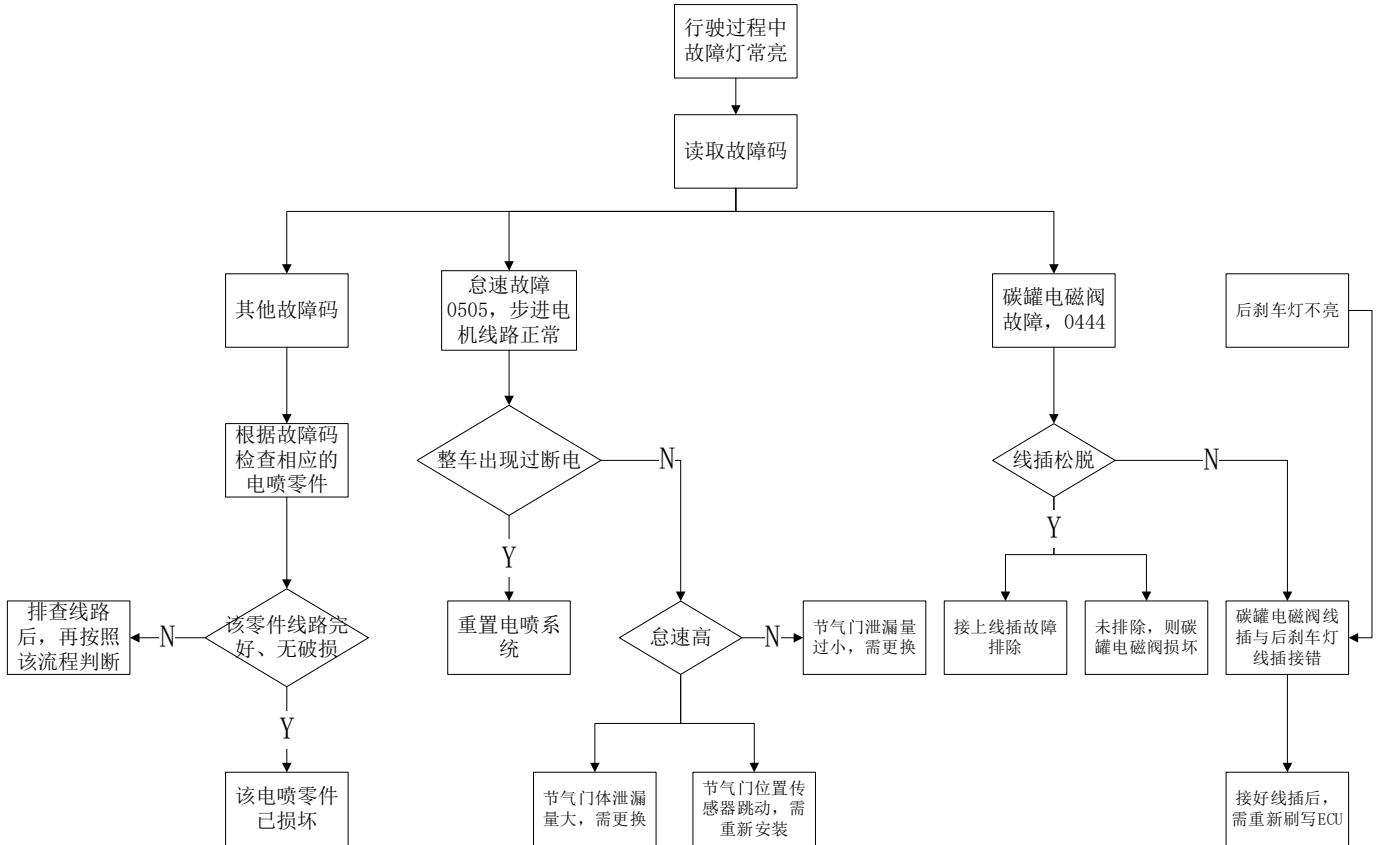 行驶过程中
故障灯常亮
读取故障码
其他故障码
怠速故障
0505，步进电
机线路正常
碳罐电磁阀
故障，0444
后刹车灯不亮
根据故障码
检查相应的
电喷零件
整车出现过断电
N
线插松脱
N
Y
Y
排查线路
后，再按照
该流程判断
N
该零件线路完
好、无破损
重置电喷系
统
怠速高
N
节气门泄漏量
过小，需更换
接上线插故障
排除
未排除，则碳
罐电磁阀损坏
碳罐电磁阀线
插与后刹车灯
线插接错
Y
该电喷零件
已损坏
节气门体泄漏
量大，需更换
节气门位置传
感器跳动，需
重新安装
接好线插后，
需重新刷写ECU